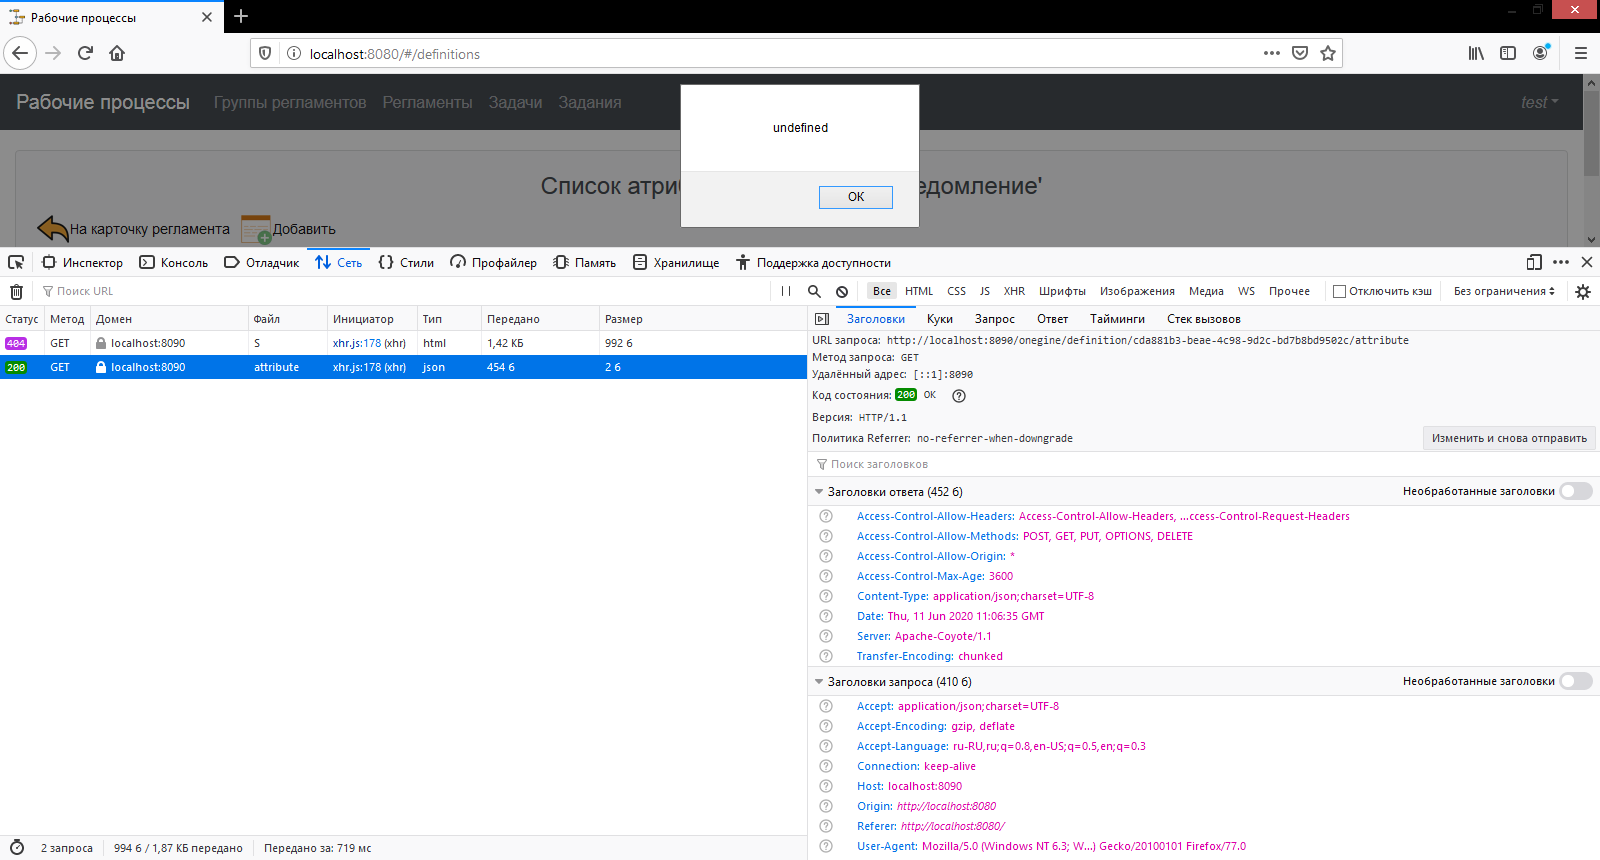 Рабочие процессы
localhost:8080/#/definitions
Рабочие процессы Группы регламентов Регламенты Задачи Задания test
undefined
OK
Список атриб едомление'
На карточку регламента Добавить
Инспектор Консоль Отладчик Сеть Стили Профайлер Память Хранилище Поддержка доступности
Поиск URL Все HTML CSS JS XHR Шрифты Изображения Медиа WS Прочее Отключить кэш Без ограничения
Статус Метод Домен Файл Инициатор Тип Передано Размер
404 GET localhost:8090 S xhr.js:178 (xhr) html 1,42 КБ 992 б
200 GET localhost:8090 attribute xhr.js:178 (xhr) json 454 б 2 б
Заголовки Куки Запрос Ответ Тайминги Стек вызовов
URL запроса: http://localhost:8090/onegine/definition/cda881b3-beae-4c98-9d2c-bd7b8bd9502c/attribute
Метод запроса: GET
Удалённый адрес: [::1]:8090
Код состояния: 200 OK
Версия: HTTP/1.1
Политика Referrer: no-referrer-when-downgrade Изменить и снова отправить
Поиск заголовков
Заголовки ответа (452 б) Необработанные заголовки
Access-Control-Allow-Headers: Access-Control-Allow-Headers, ...ccess-Control-Request-Headers
Access-Control-Allow-Methods: POST, GET, PUT, OPTIONS, DELETE
Access-Control-Allow-Origin: *
Access-Control-Max-Age: 3600
Content-Type: application/json;charset=UTF-8
Date: Thu, 11 Jun 2020 11:06:35 GMT
Server: Apache-Coyote/1.1
Transfer-Encoding: chunked
Заголовки запроса (410 б) Необработанные заголовки
Accept: application/json;charset=UTF-8
Accept-Encoding: gzip, deflate
Accept-Language: ru-RU,ru;q=0.8,en-US;q=0.5,en;q=0.3
Connection: keep-alive
Host: localhost:8090
Origin: http://localhost:8080
Referer: http://localhost:8080/
User-Agent: Mozilla/5.0 (Windows NT 6.3; W...) Gecko/20100101 Firefox/77.0
2 запроса 994 б / 1,87 КБ передано Передано за: 719 мс